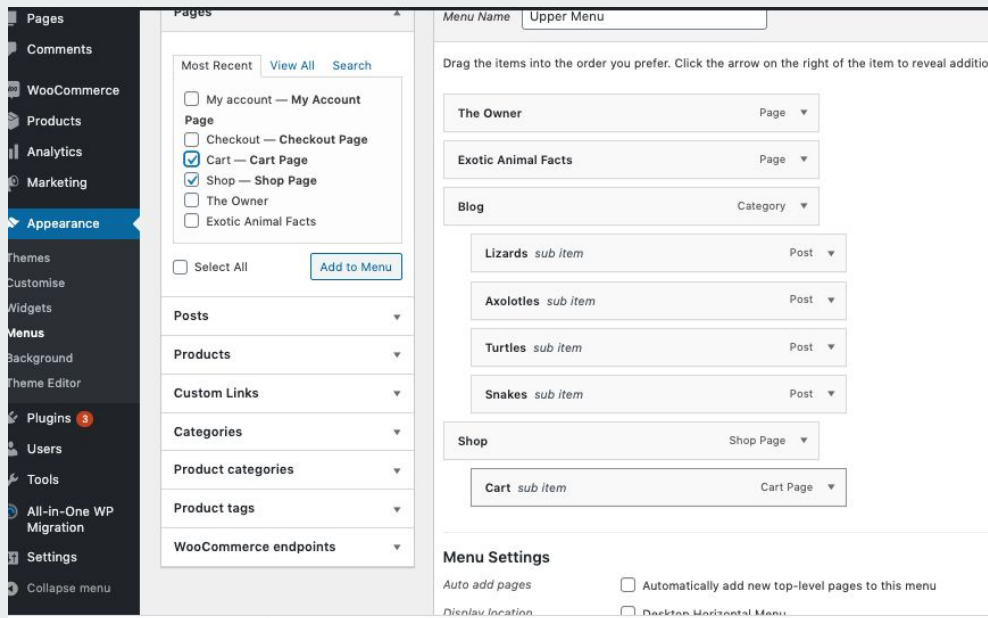 Pages
Comments
WooCommerce
Products
Analytics
Marketing
Appearance
Themes
Customise
Widgets
Menus
Background
Theme Editor
Plugins 3
Users
Tools
All-in-One WP
Migration
Settings
Collapse menu
Pages
Most Recent View All Search
My account — My Account
Page
Checkout — Checkout Page
Cart — Cart Page
Shop — Shop Page
The Owner
Exotic Animal Facts
Select All Add to Menu
Posts
Products
Custom Links
Categories
Product categories
Product tags
WooCommerce endpoints
Menu Name Upper Menu
Drag the items into the order you prefer. Click the arrow on the right of the item to reveal additio
The Owner Page
Exotic Animal Facts Page
Blog Category
Lizards sub item Post
Axolotles sub item Post
Turtles sub item Post
Snakes sub item Post
Shop Shop Page
Cart sub item Cart Page
Menu Settings
Auto add pages Automatically add new top-level pages to this menu
Display location Desktop Horizontal Menu